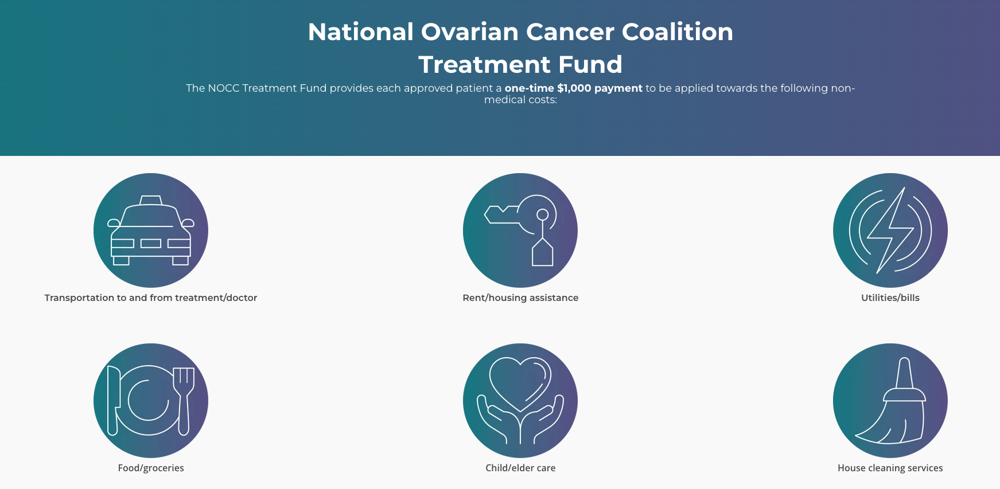 National Ovarian Cancer Coalition
Treatment Fund
The NOCC Treatment Fund provides each approved patient a one-time $1,000 payment to be applied towards the following non-
medical costs:
Transportation to and from treatment/doctor
Rent/housing assistance
Utilities/bills
Food/groceries
Child/elder care
House cleaning services